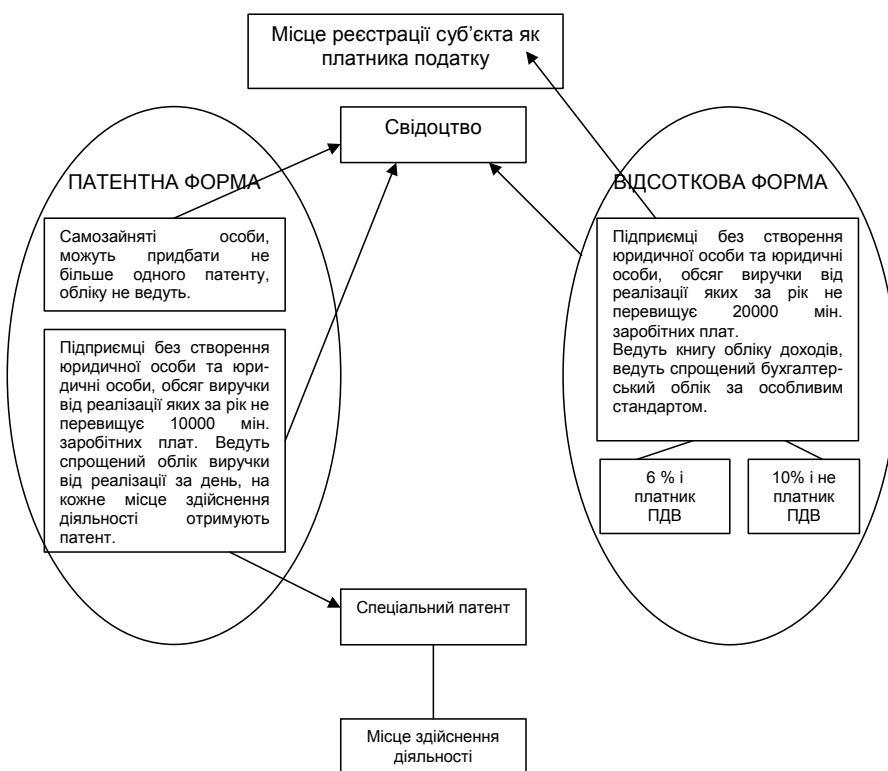 Місце реєстрації суб’єкта як
платника податку
Свідоцтво
ПАТЕНТНА ФОРМА
Самозайняті особи,
можуть придбати не
більше одного патенту,
обліку не ведуть.
Підприємці без створення
юридичної особи та юри-
дичні особи, обсяг виручки
від реалізації яких за рік не
перевищує 10000 мін.
заробітних плат. Ведуть
спрощений облік виручки
від реалізації за день, на
кожне місце здійснення
діяльності отримують
патент.
ВІДСОТКОВА ФОРМА
Підприємці без створення
юридичної особи та юридичні
особи, обсяг виручки від
реалізації яких за рік не
перевищує 20000 мін.
заробітних плат.
Ведуть книгу обліку доходів,
ведуть спрощений бухгалтер-
ський облік за особливим
стандартом.
6 % і
платник
ПДВ
10% і не
платник
ПДВ
Спеціальний патент
Місце здійснення
діяльності